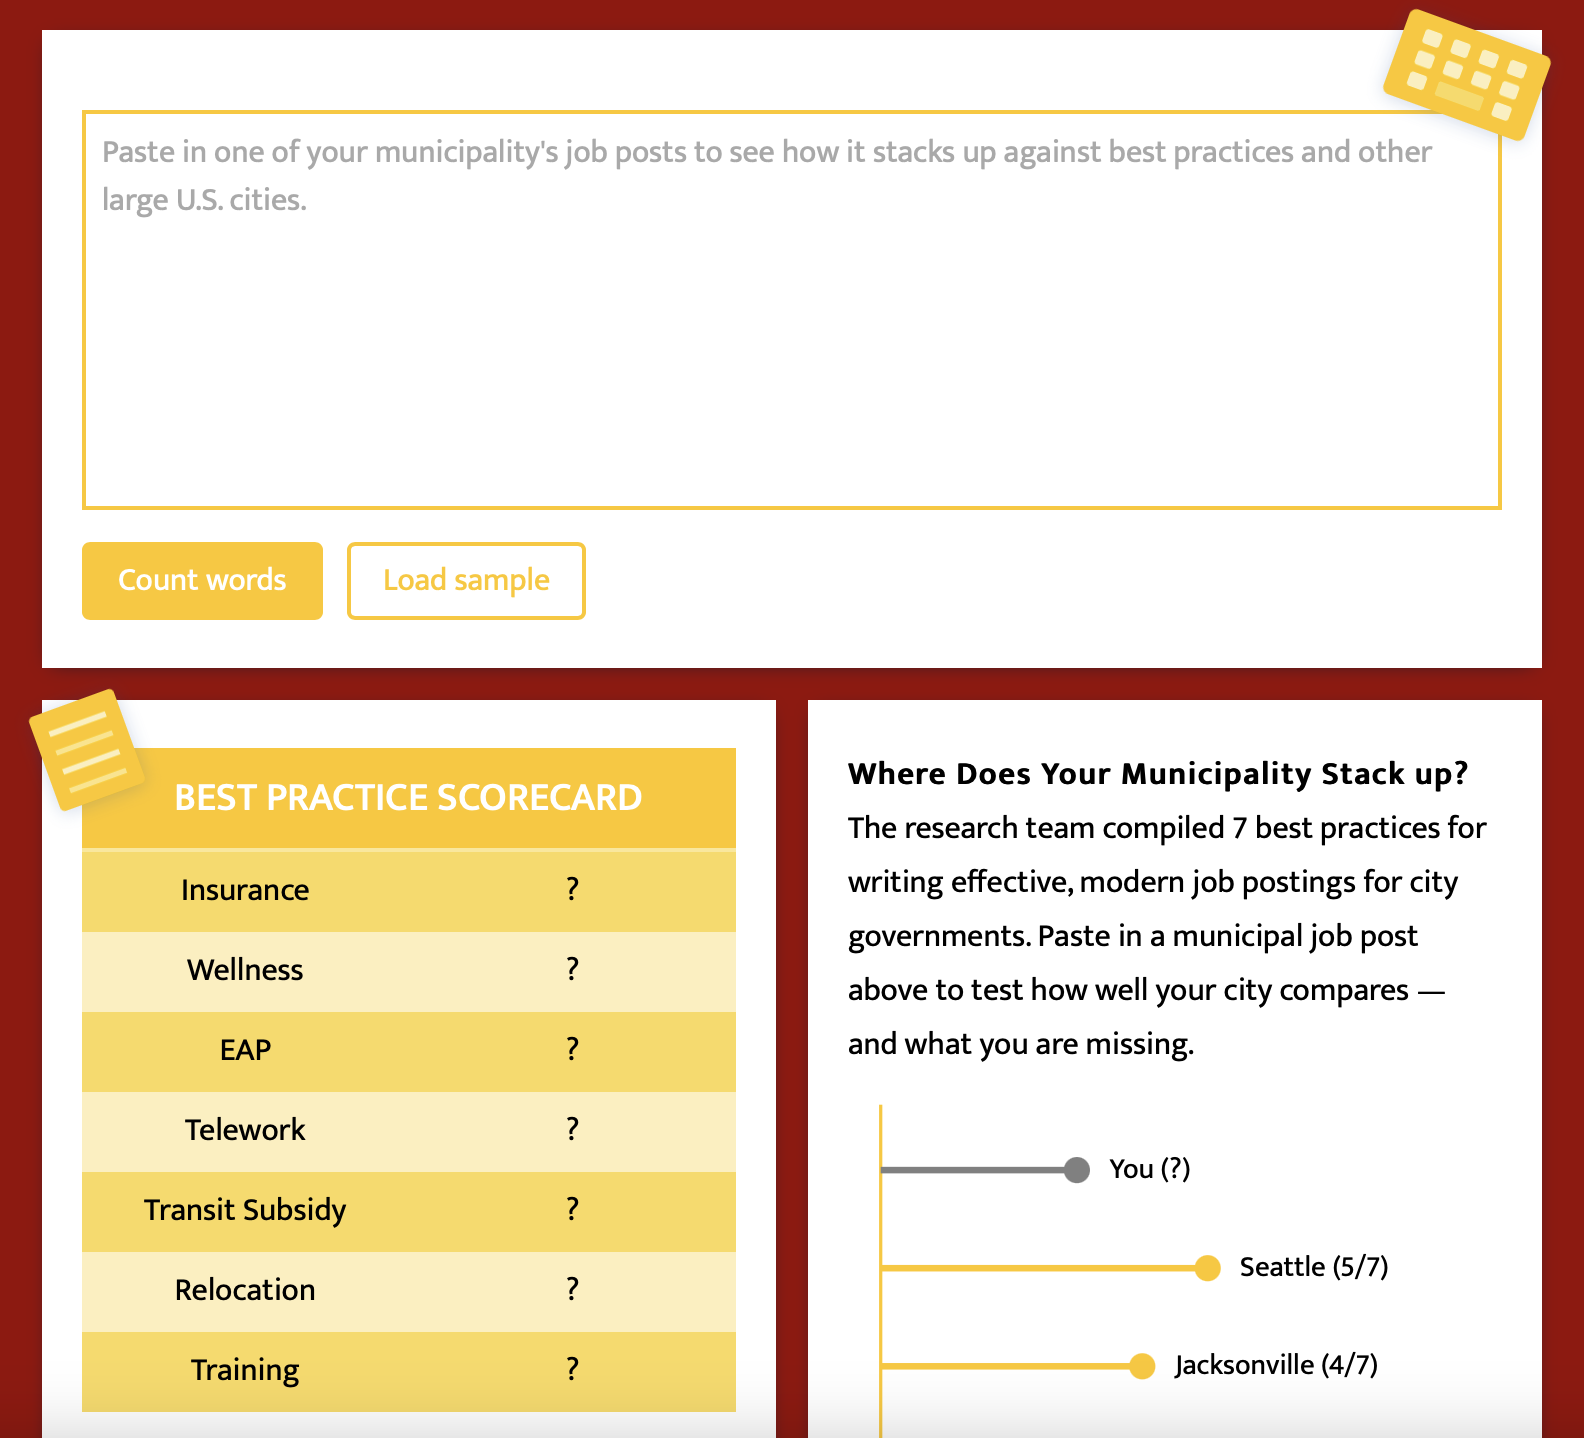 Paste in one of your municipality's job posts to see how it stacks up against best practices and other
large U.S. cities.
Count words
Load sample
BEST PRACTICE SCORECARD
Insurance ?
Wellness ?
EAP ?
Telework ?
Transit Subsidy ?
Relocation ?
Training ?
Where Does Your Municipality Stack up?
The research team compiled 7 best practices for
writing effective, modern job postings for city
governments. Paste in a municipal job post
above to test how well your city compares —
and what you are missing.
You (?)
Seattle (5/7)
Jacksonville (4/7)